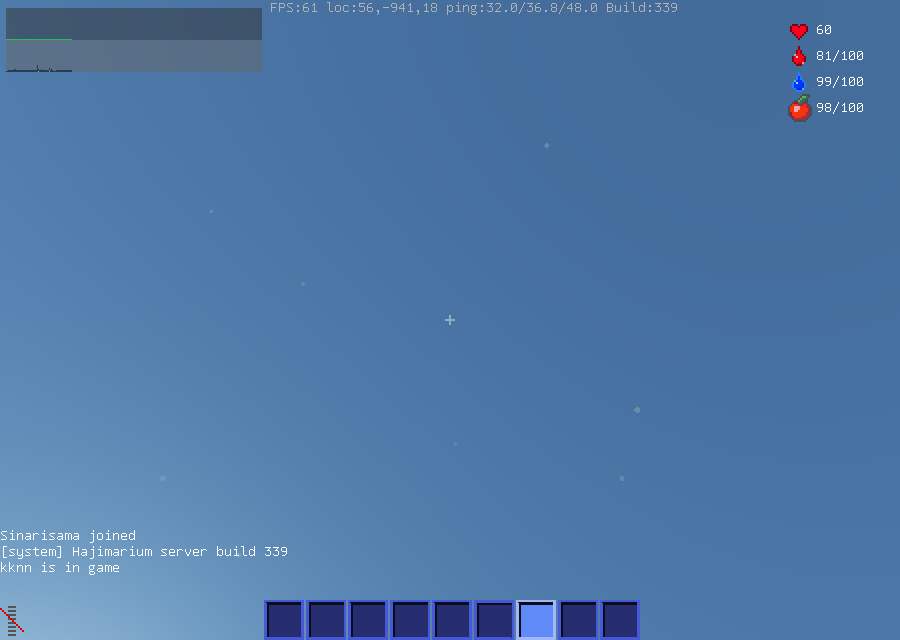 FPS:61 loc:56,-941,18 ping:32.0/36.8/48.0 Build:339
60
81/100
99/100
98/100
Sinarisama joined
[system] Hajimarium server build 339
kknn is in game